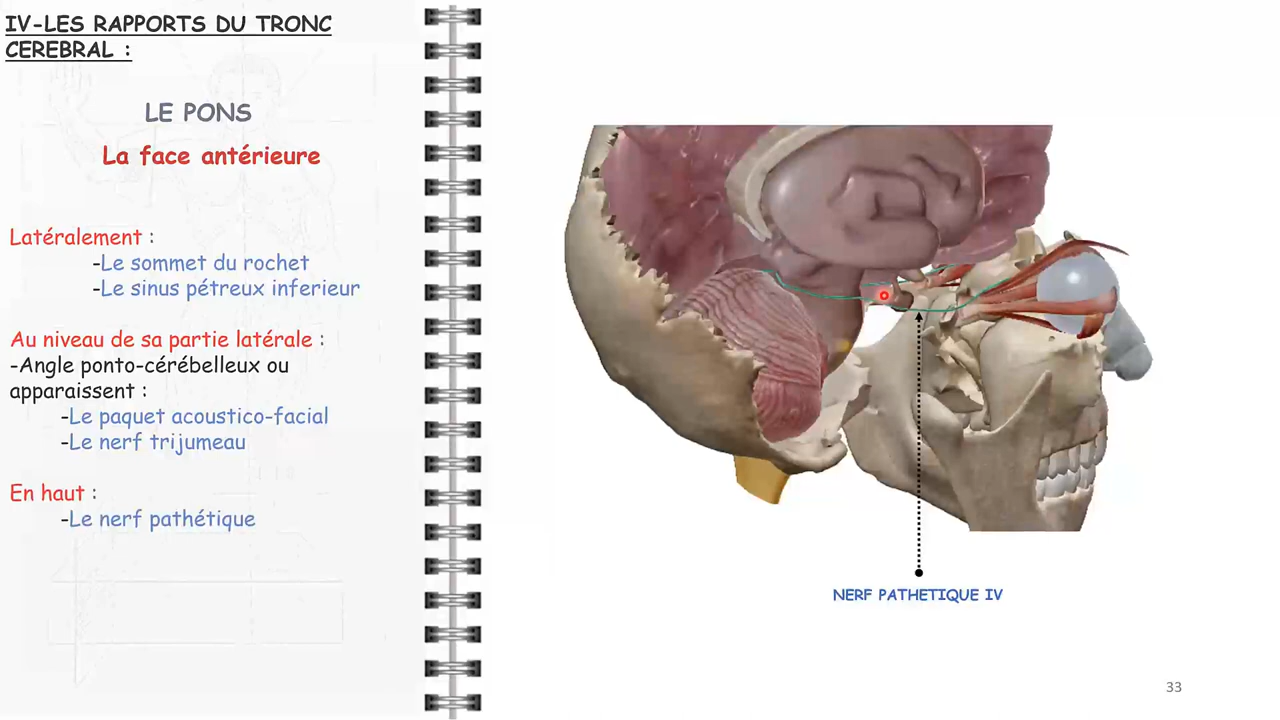 IV-LES RAPPORTS DU TRONC
CEREBRAL :
LE PONS
La face antérieure
Latéralement :
-Le sommet du rochet
-Le sinus pétreux inferieur
Au niveau de sa partie latérale :
-Angle ponto-cérébelleux ou
apparaissent :
-Le paquet acoustico-facial
-Le nerf trijumeau
En haut :
-Le nerf pathétique
NERF PATHETIQUE IV
33